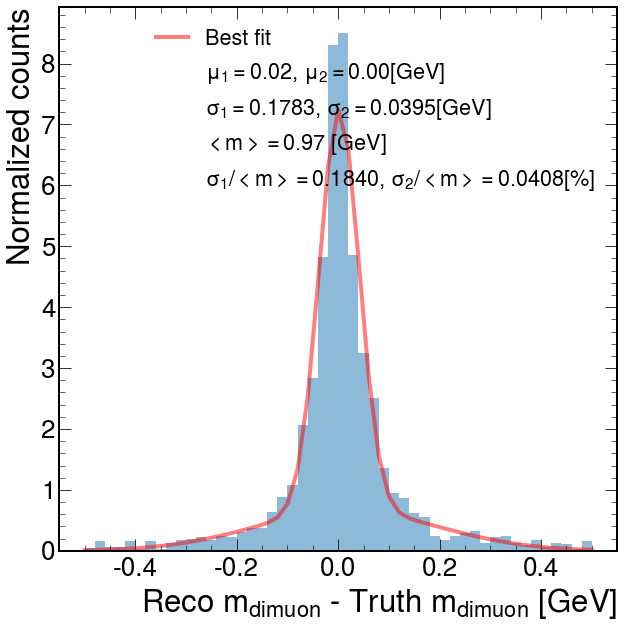 Best fit
μ1 = 0.02, μ2 = 0.00[GeV]
σ1 = 0.1783, σ2 = 0.0395[GeV]
<m> = 0.97 [GeV]
σ1/<m> = 0.1840, σ2/<m> = 0.0408[%]
Normalized counts
8
7
6
5
4
3
2
1
0
-0.4 -0.2 0.0 0.2 0.4
Reco mdimuon - Truth mdimuon [GeV]